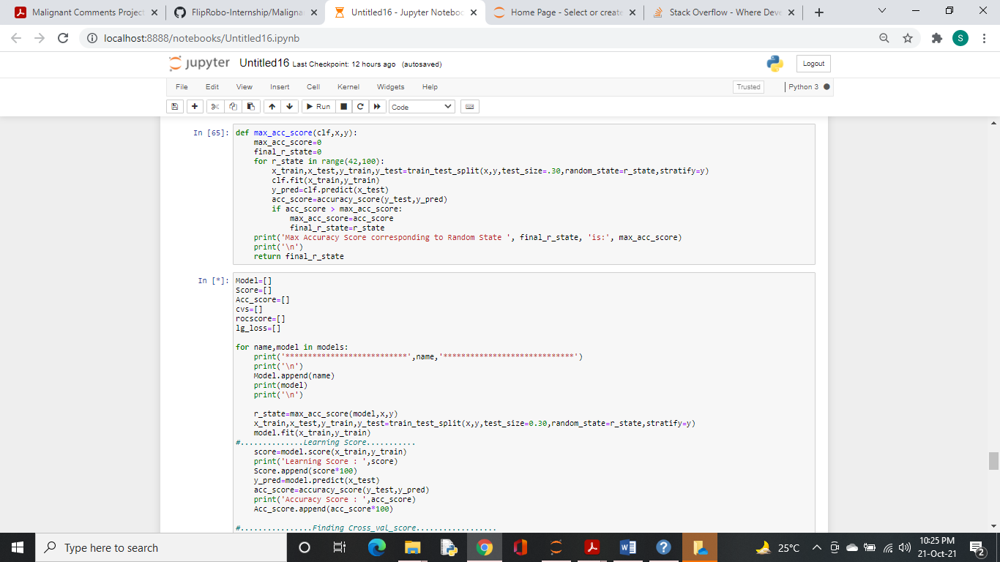 Malignant Comments Project
FlipRobo-Internship/Maligna
Untitled16 - Jupyter Noteboo
Home Page - Select or create
Stack Overflow - Where Deve
localhost:8888/notebooks/Untitled16.ipynb
S
jupyter Untitled16 Last Checkpoint: 12 hours ago (autosaved)
Logout
File Edit View Insert Cell Kernel Widgets Help
Trusted
Python 3
Run
Code
In [65]:
def max_acc_score(clf,x,y):
    max_acc_score=0
    final_r_state=0
    for r_state in range(42,100):
        x_train,x_test,y_train,y_test=train_test_split(x,y,test_size=.30,random_state=r_state,stratify=y)
        clf.fit(x_train,y_train)
        y_pred=clf.predict(x_test)
        acc_score=accuracy_score(y_test,y_pred)
        if acc_score > max_acc_score:
            max_acc_score=acc_score
            final_r_state=r_state
    print('Max Accuracy Score corresponding to Random State ', final_r_state, 'is:', max_acc_score)
    print('\n')
    return final_r_state
In [*]:
Model=[]
Score=[]
Acc_score=[]
cvs=[]
rocscore=[]
lg_loss=[]
for name,model in models:
    print('***************************',name,'*****************************')
    print('\n')
    Model.append(name)
    print(model)
    print('\n')
    r_state=max_acc_score(model,x,y)
    x_train,x_test,y_train,y_test=train_test_split(x,y,test_size=0.30,random_state=r_state,stratify=y)
    model.fit(x_train,y_train)
#..............Learning Score...........
    score=model.score(x_train,y_train)
    print('Learning Score : ',score)
    Score.append(score*100)
    y_pred=model.predict(x_test)
    acc_score=accuracy_score(y_test,y_pred)
    print('Accuracy Score : ',acc_score)
    Acc_score.append(acc_score*100)
#................Finding Cross_val_score..................
Type here to search
25°C
10:25 PM
21-Oct-21
2